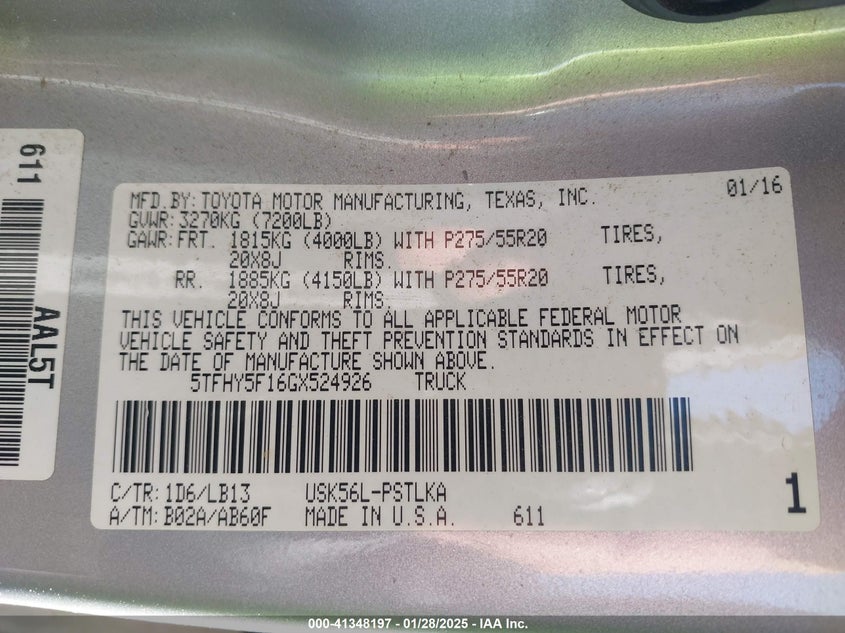 611
AAL5T
MFD.BY:TOYOTA MOTOR MANUFACTURING, TEXAS, INC. 01/16
GVWR:3270KG (7200LB)
GAWR:FRT. 1815KG (4000LB) WITH P275/55R20 TIRES,
20X8J RIMS.
RR. 1885KG (4150LB) WITH P275/55R20 TIRES,
20X8J RIMS.
THIS VEHICLE CONFORMS TO ALL APPLICABLE FEDERAL MOTOR
VEHICLE SAFETY AND THEFT PREVENTION STANDARDS IN EFFECT ON
THE DATE OF MANUFACTURE SHOWN ABOVE.
5TFHY5F16GX524926 TRUCK
C/TR:1D6/LB13 USK56L-PSTLKA
A/TM:B02A/AB60F MADE IN U.S.A. 611
1
000-41348197 - 01/28/2025 - IAA Inc.